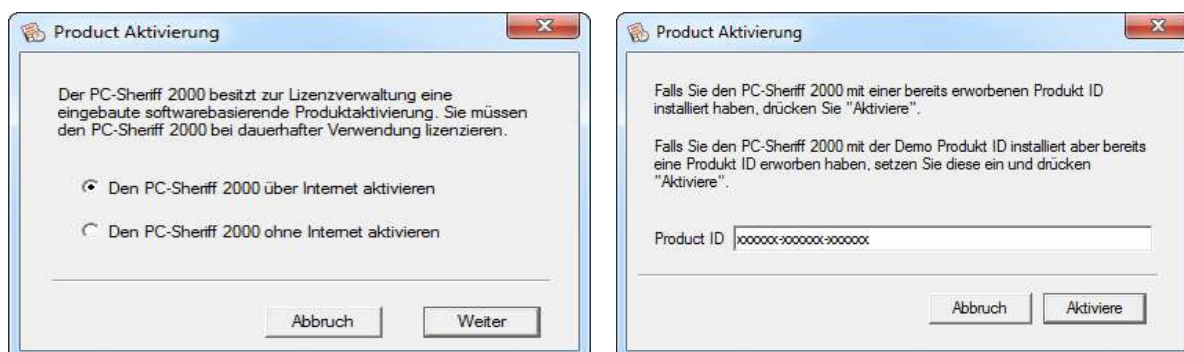 Product Aktivierung
Der PC-Sheriff 2000 besitzt zur Lizenzverwaltung eine
eingebaute softwarebasierende Produktaktivierung. Sie müssen
den PC-Sheriff 2000 bei dauerhafter Verwendung lizenzieren.
Den PC-Sheriff 2000 über Internet aktivieren
Den PC-Sheriff 2000 ohne Internet aktivieren
Abbruch
Weiter
Product Aktivierung
Falls Sie den PC-Sheriff 2000 mit einer bereits erworbenen Produkt ID
installiert haben, drücken Sie "Aktiviere".
Falls Sie den PC-Sheriff 2000 mit der Demo Produkt ID installiert aber bereits
eine Produkt ID erworben haben, setzen Sie diese ein und drücken
"Aktiviere".
Product ID xxxxxx-xxxxxx-xxxxxx
Abbruch
Aktiviere